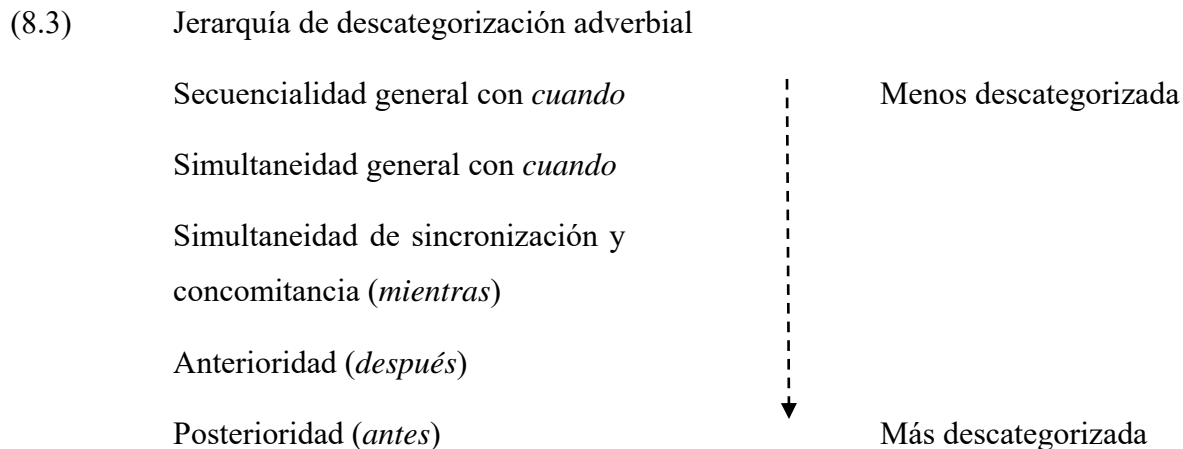 (8.3) Jerarquía de descategorización adverbial
Secuencialidad general con cuando Menos descategorizada
Simultaneidad general con cuando
Simultaneidad de sincronización y
concomitancia (mientras)
Anterioridad (después)
Posterioridad (antes) Más descategorizada